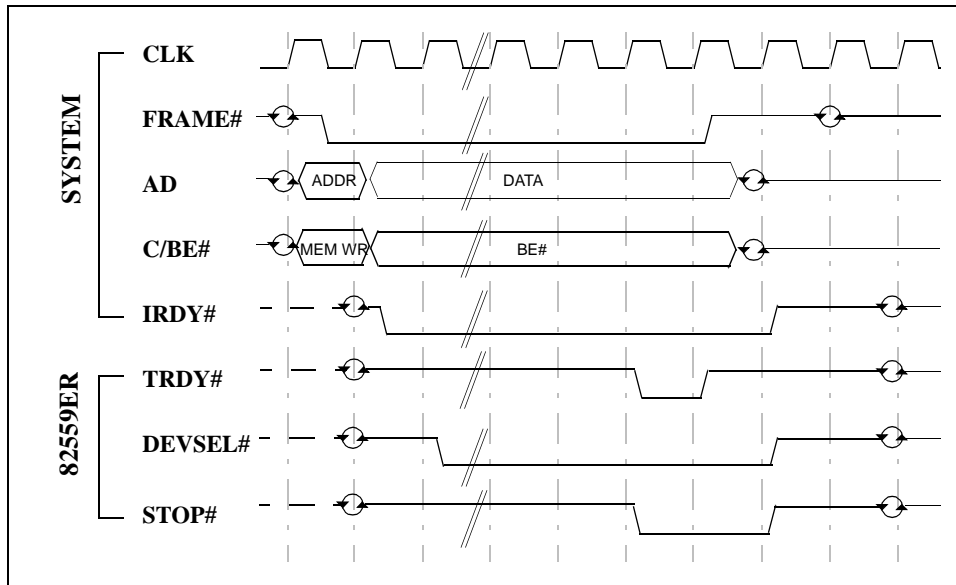 SYSTEM
CLK
FRAME#
AD
ADDR
DATA
C/BE#
MEM WR
BE#
IRDY#
82559ER
TRDY#
DEVSEL#
STOP#